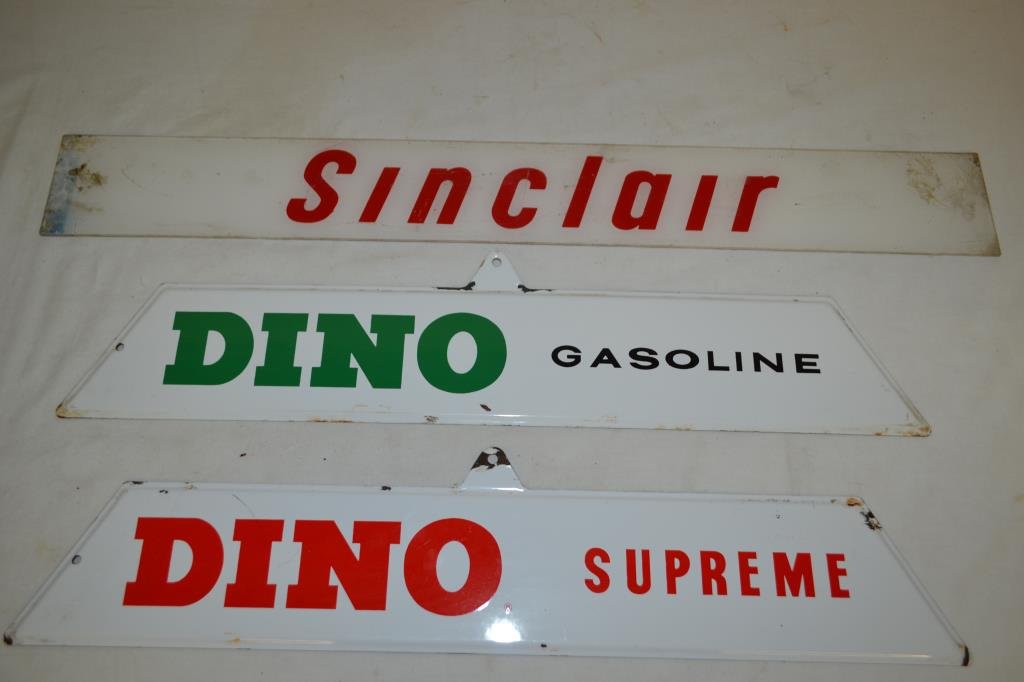 Sinclair
DINO GASOLINE
DINO SUPREME